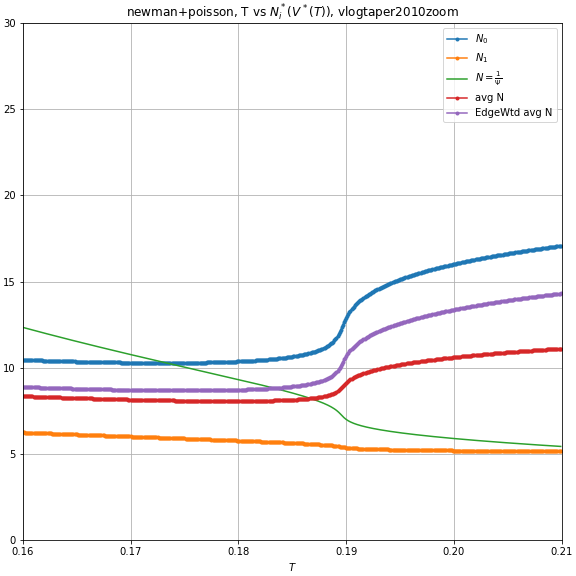 newman+poisson, T vs $N_i^*(V^*(T))$, vlogtaper2010zoom
30
25
20
15
10
5
0
$N_0$
$N_1$
$N = \frac{1}{\Psi}$
avg N
EdgeWtd avg N
0.16 0.17 0.18 0.19 0.20 0.21
T